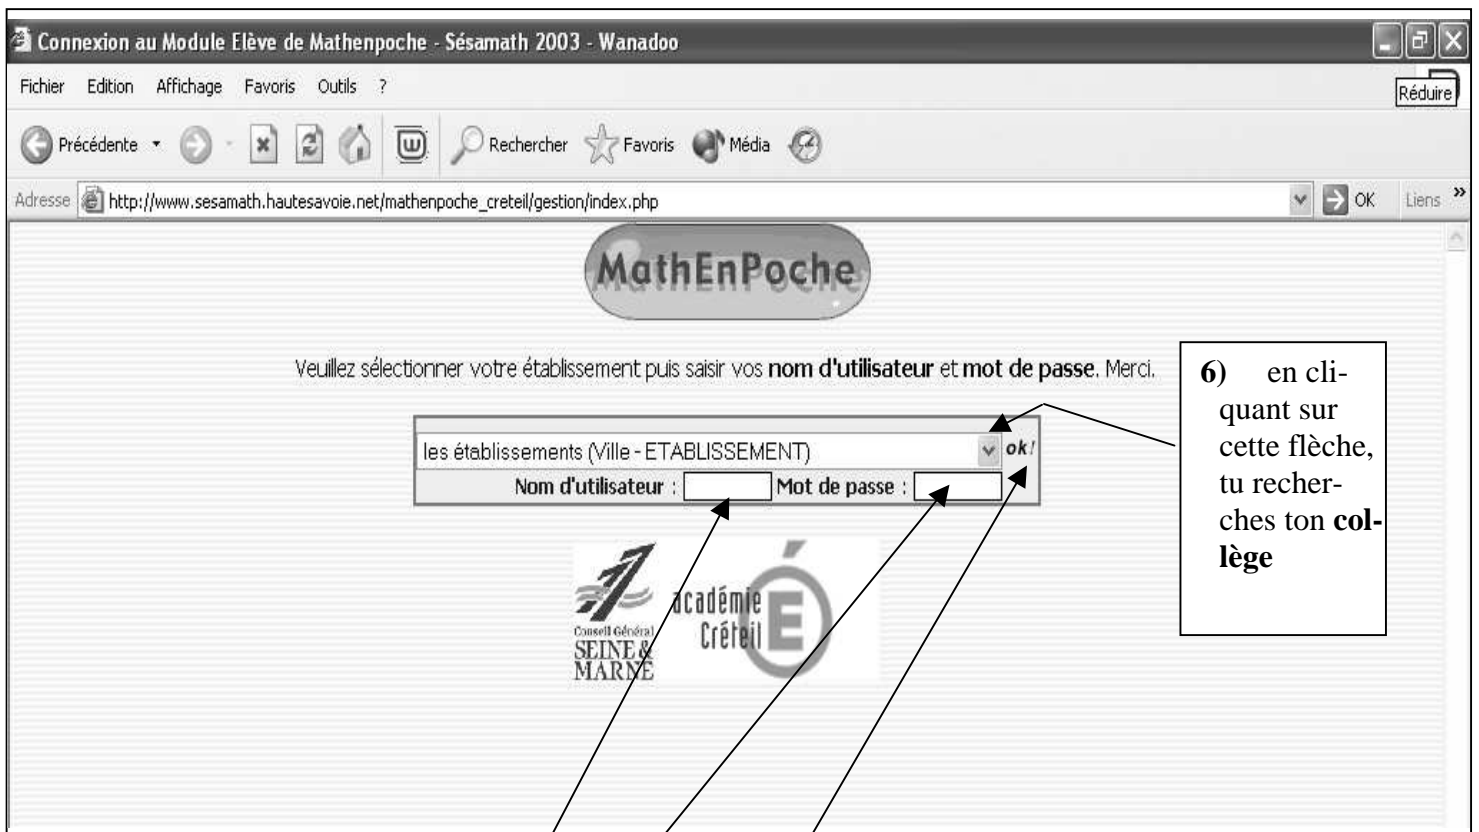 Connexion au Module Elève de Mathenpoche - Sésamath 2003 - Wanadoo
Fichier Edition Affichage Favoris Outils ?
Réduire
Précédente Rechercher Favoris Média
Adresse http://www.sesamath.hautesavoie.net/mathenpoche_creteil/gestion/index.php OK Liens »
MathEnPoche
Veuillez sélectionner votre établissement puis saisir vos nom d'utilisateur et mot de passe. Merci.
les établissements (Ville - ETABLISSEMENT) ok!
Nom d'utilisateur : Mot de passe :
6) en cli-
quant sur
cette flèche,
tu recher-
ches ton col-
lège
Conseil Général
SEINE &
MARNE
académie
Créteil